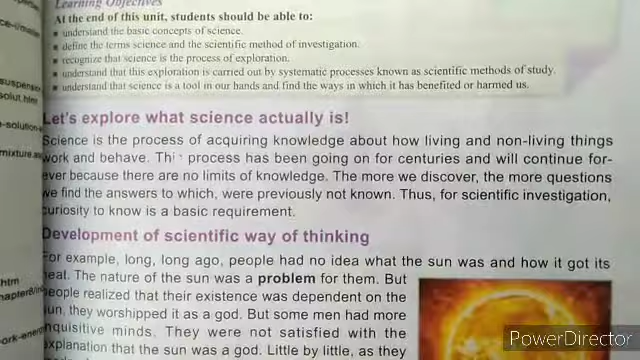 Learning Objectives
At the end of this unit, students should be able to:
▪ understand the basic concepts of science.
▪ define the terms science and the scientific method of investigation.
▪ recognize that science is the process of exploration.
▪ understand that this exploration is carried out by systematic processes known as scientific methods of study.
▪ understand that science is a tool in our hands and find the ways in which it has benefited or harmed us.
Let's explore what science actually is!
Science is the process of acquiring knowledge about how living and non-living things
work and behave. This process has been going on for centuries and will continue for-
ever because there are no limits of knowledge. The more we discover, the more questions
we find the answers to which, were previously not known. Thus, for scientific investigation,
curiosity to know is a basic requirement.
Development of scientific way of thinking
For example, long, long ago, people had no idea what the sun was and how it got its
heat. The nature of the sun was a problem for them. But
people realized that their existence was dependent on the
sun, they worshipped it as a god. But some men had more
inquisitive minds. They were not satisfied with the
explanation that the sun was a god. Little by little, as they
PowerDirector